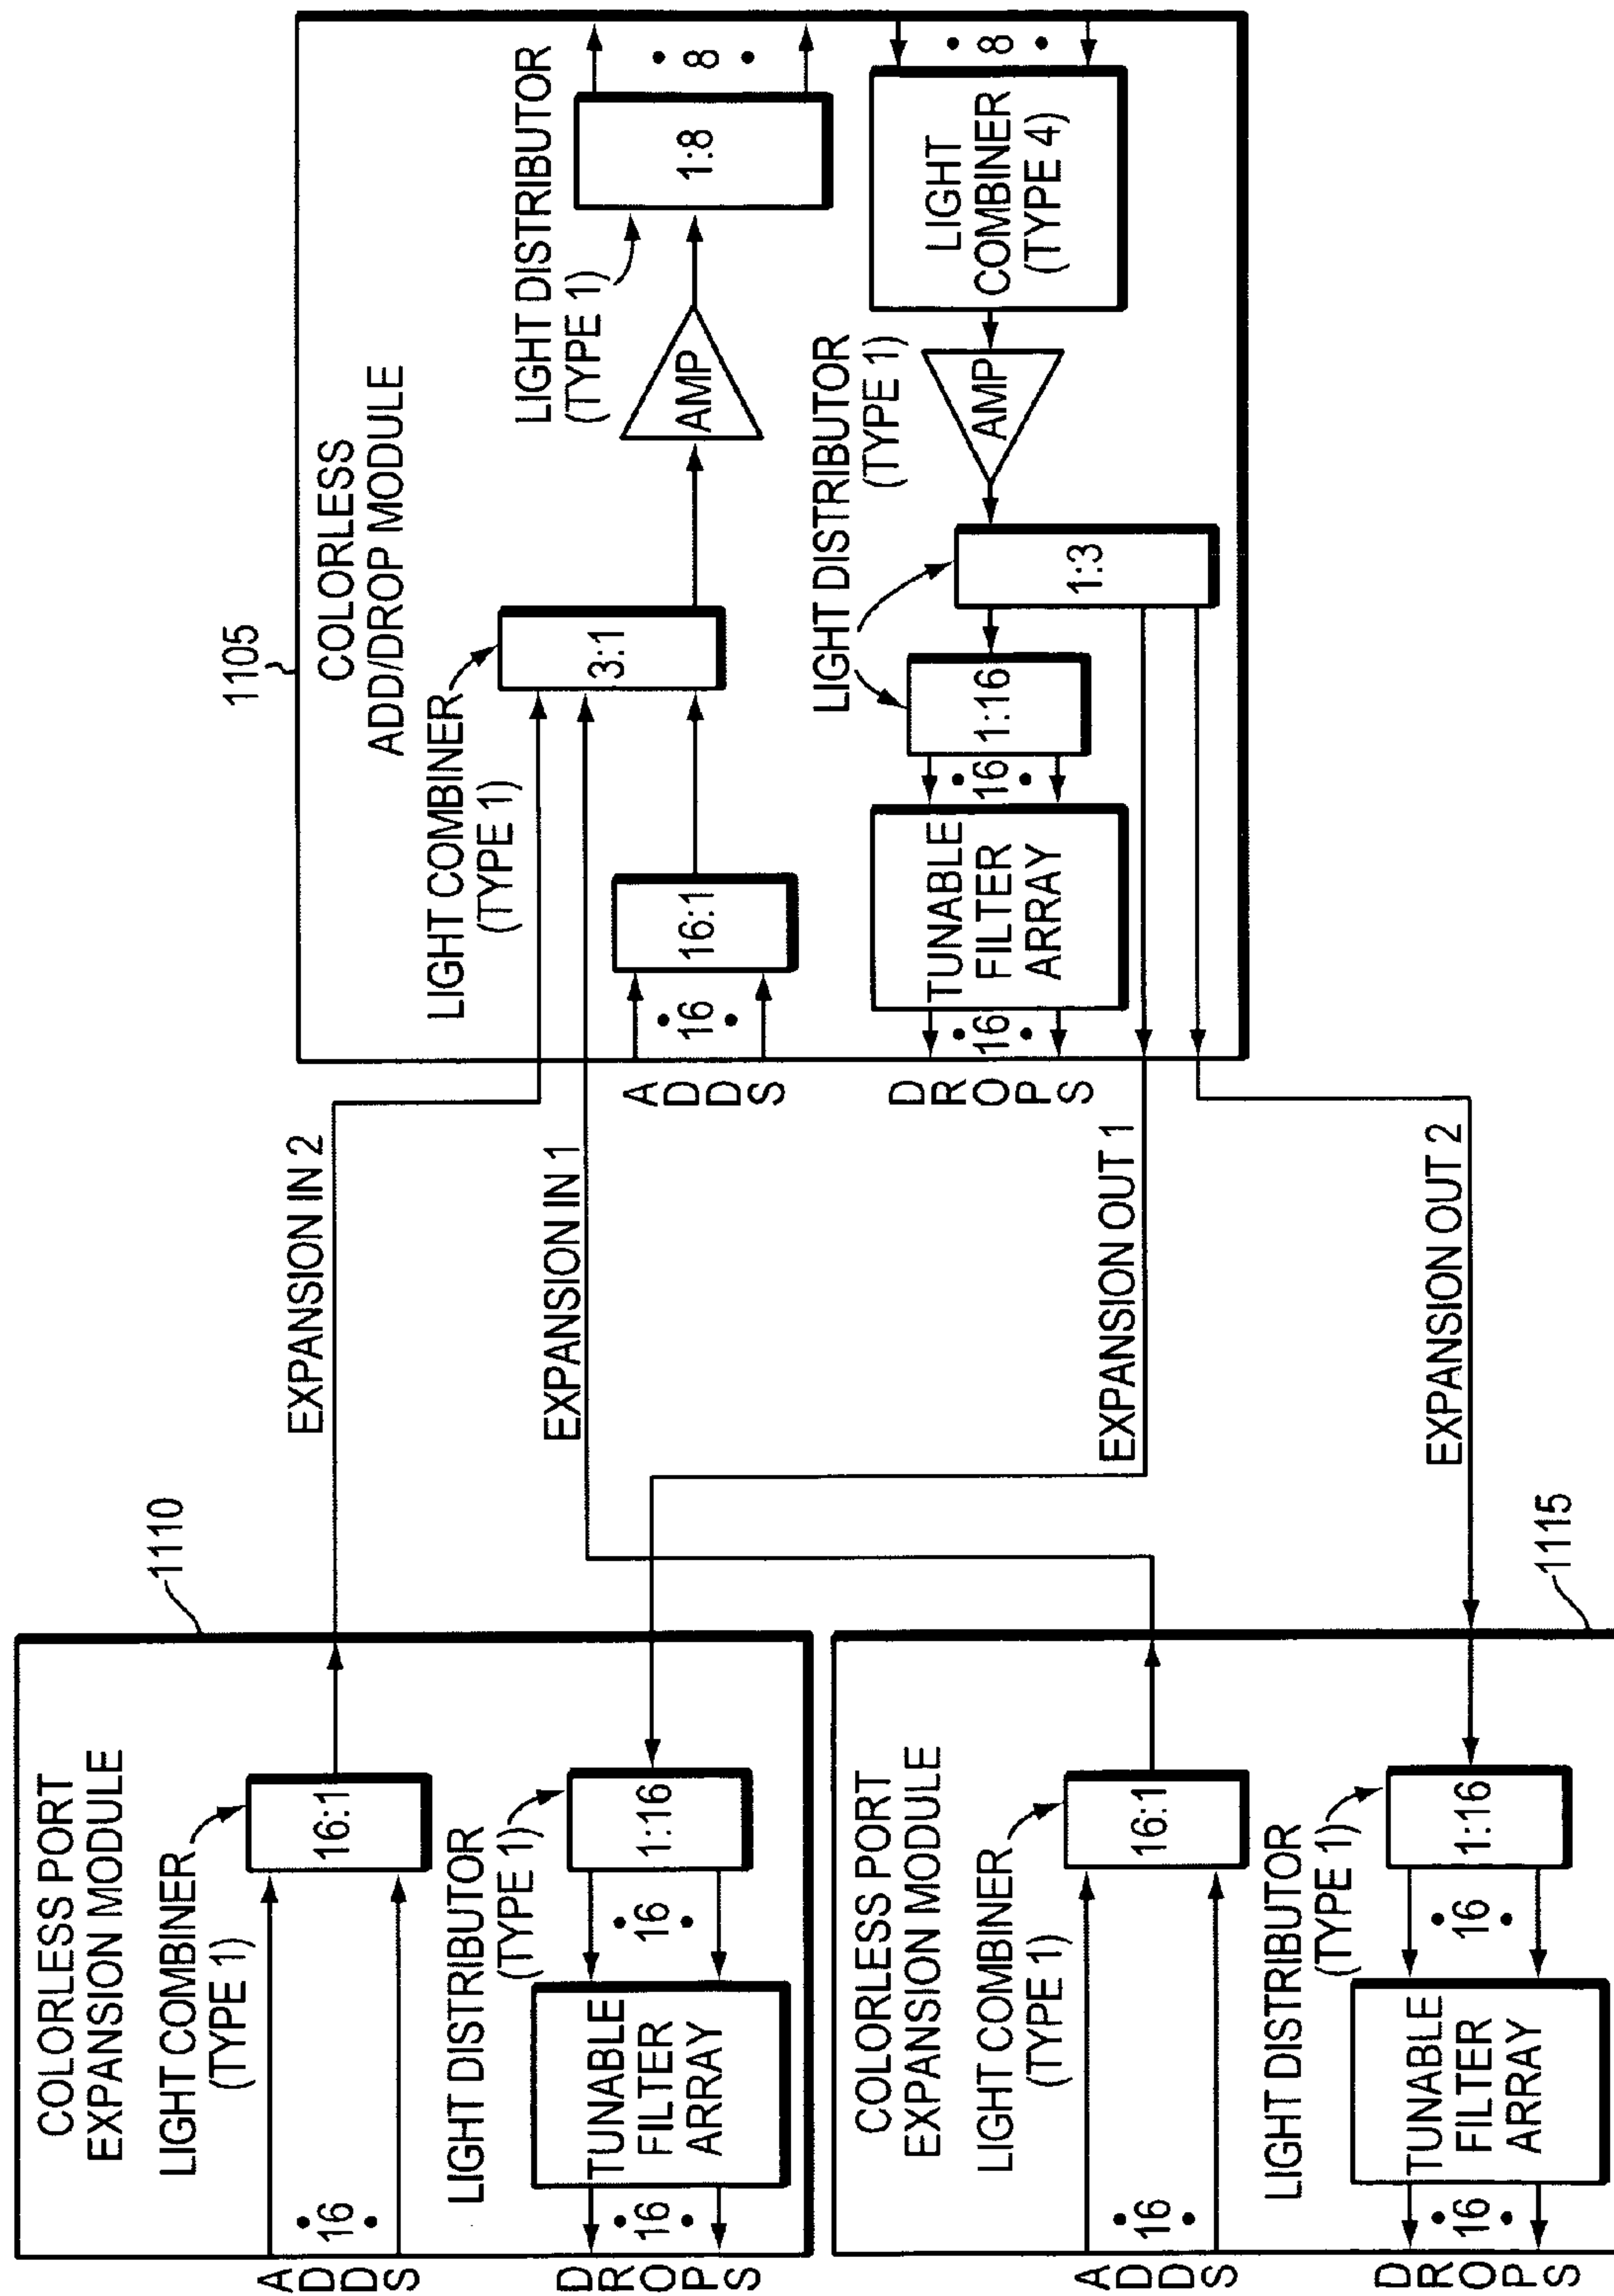 COLORLESS PORT
EXPANSION MODULE
1110
LIGHT COMBINER
(TYPE 1)
16:1
ADDS
16
LIGHT DISTRIBUTOR
(TYPE 1)
1:16
16
TUNABLE
FILTER
ARRAY
16
DROPS
COLORLESS PORT
EXPANSION MODULE
1115
LIGHT COMBINER
(TYPE 1)
16:1
ADDS
16
LIGHT DISTRIBUTOR
(TYPE 1)
1:16
16
TUNABLE
FILTER
ARRAY
16
DROPS
EXPANSION IN 2
EXPANSION IN 1
EXPANSION OUT 1
EXPANSION OUT 2
1105
COLORLESS
ADD/DROP MODULE
LIGHT COMBINER
(TYPE 1)
3:1
ADDS
16
16:1
AMP
LIGHT DISTRIBUTOR
(TYPE 1)
1:8
8
8
LIGHT
COMBINER
(TYPE 4)
AMP
LIGHT DISTRIBUTOR
(TYPE 1)
1:3
1:16
16
TUNABLE
FILTER
ARRAY
16
DROPS